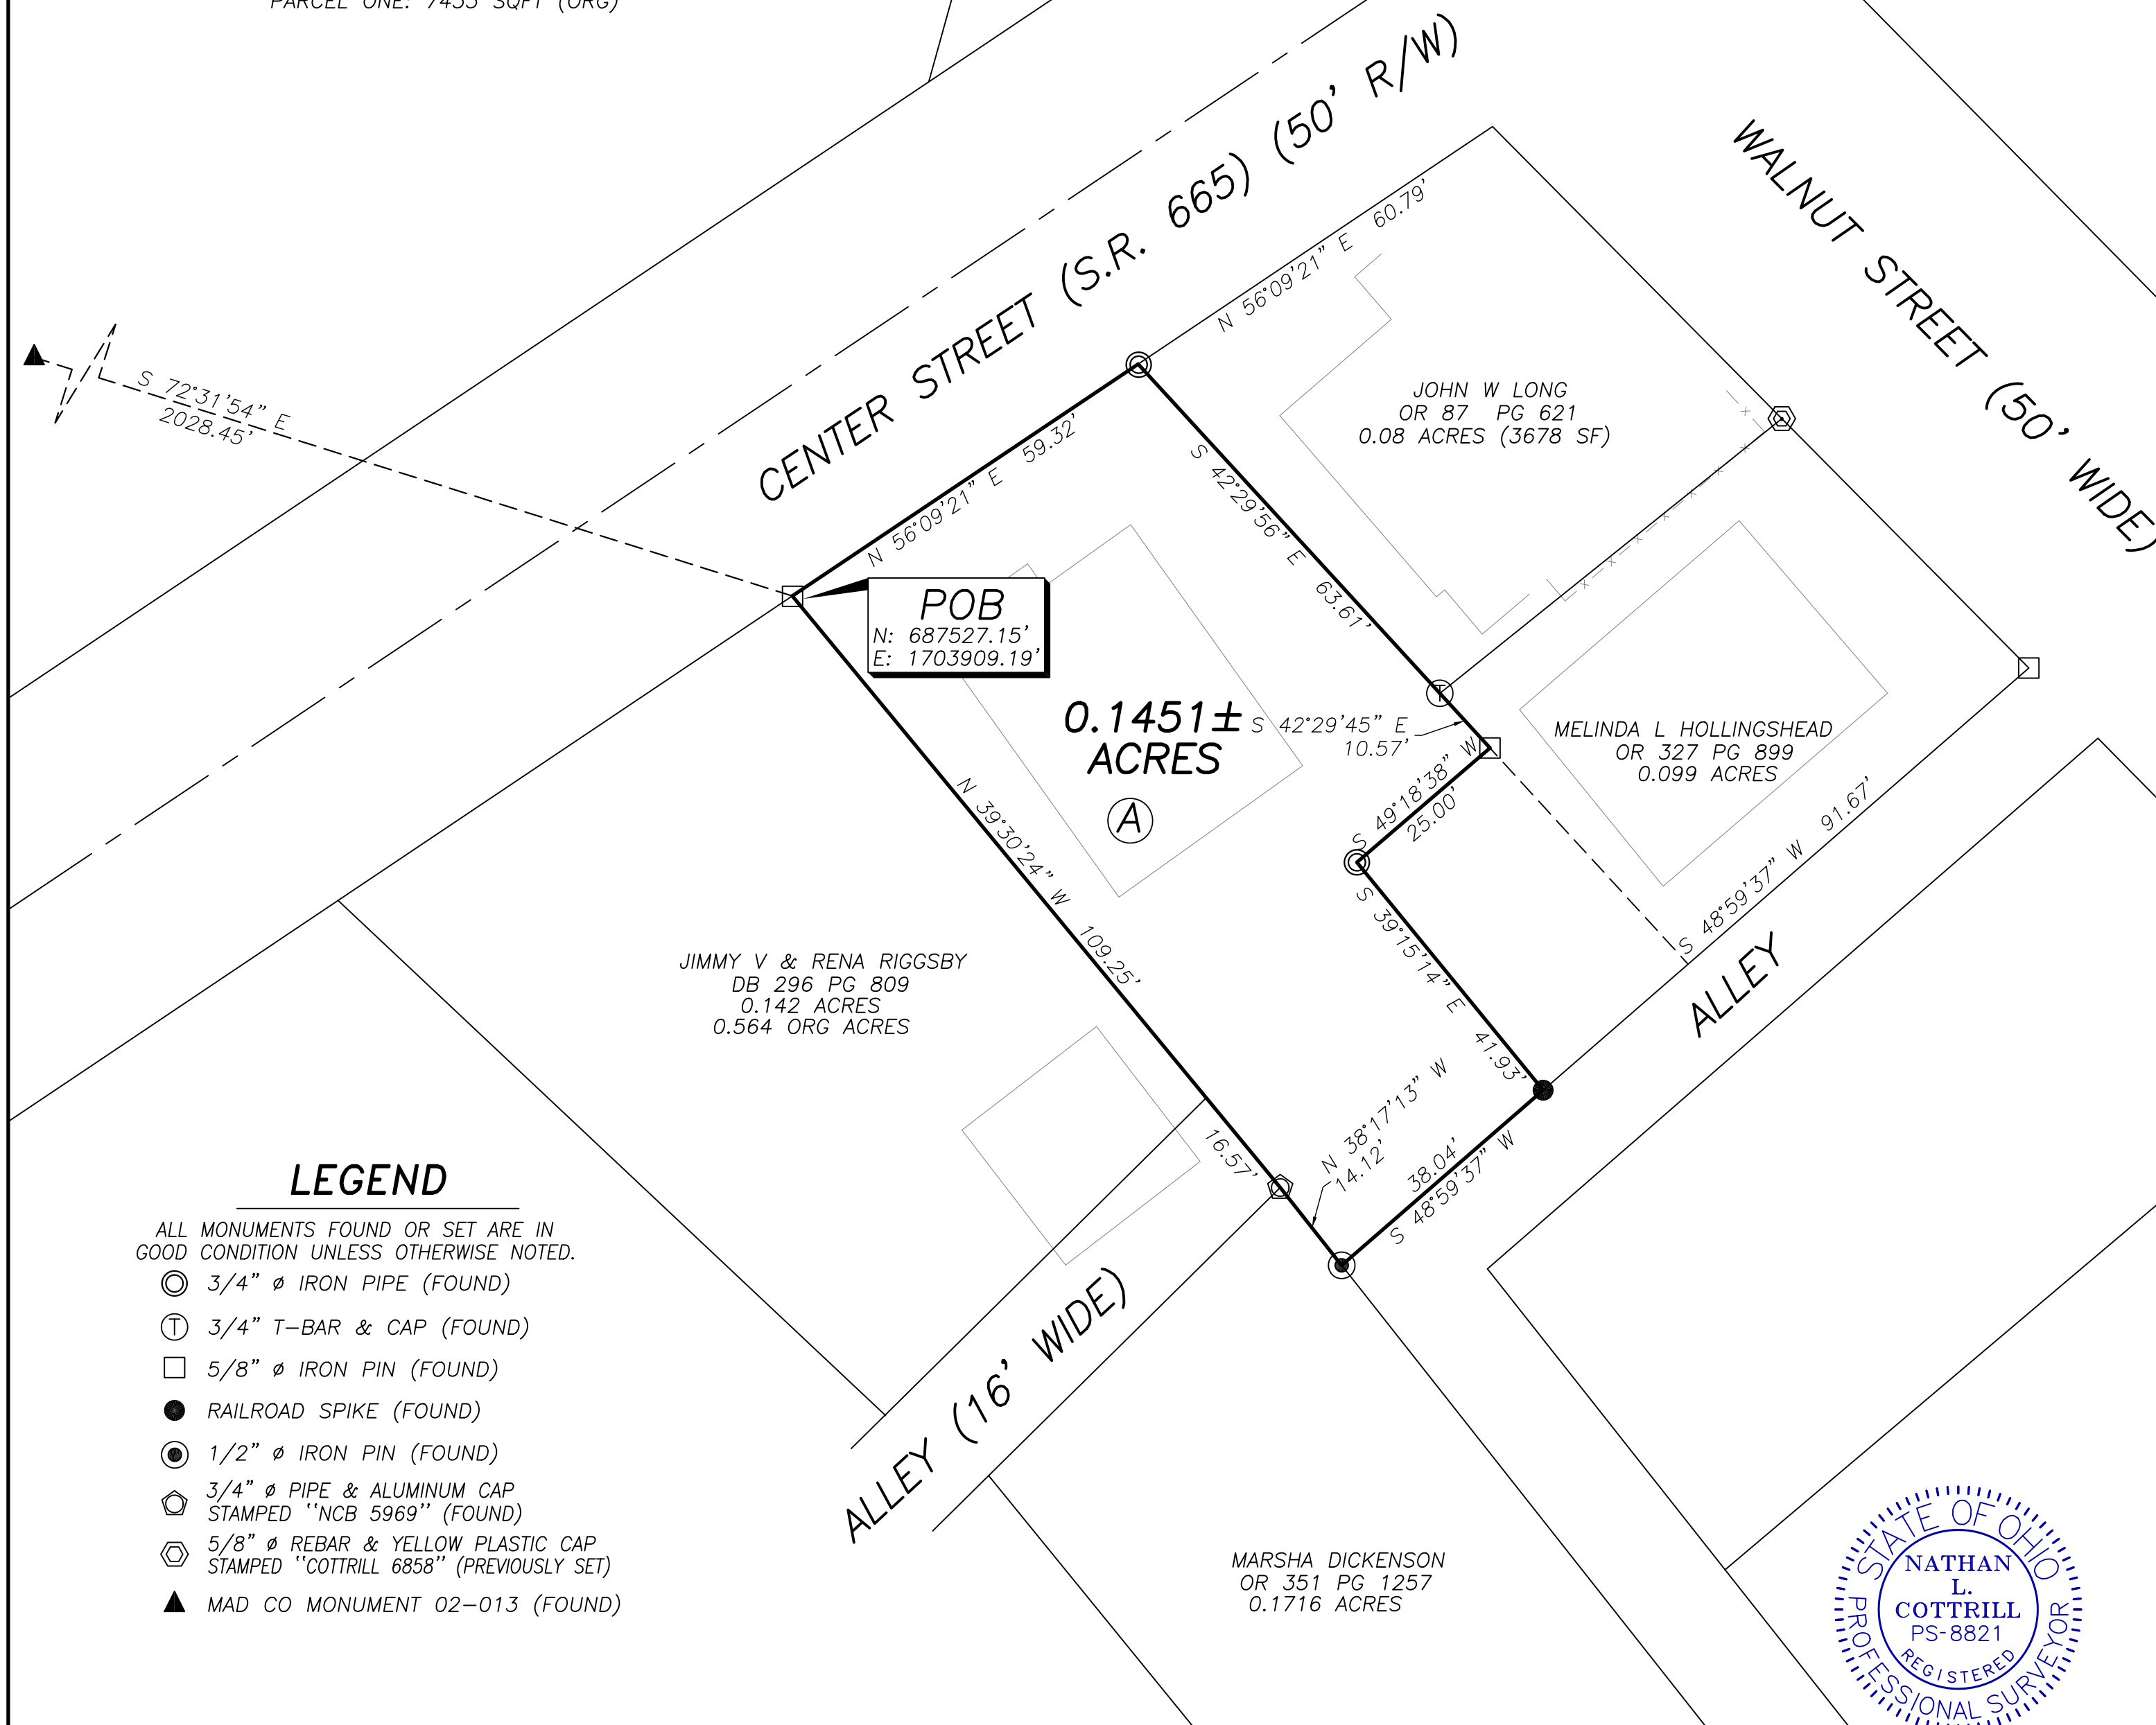 PARCEL ONE: 7455 SQFT (ORG)
CENTER STREET (S.R. 665) (50' R/W)
WALNUT STREET (50' WIDE)
N 56°09'21" E 60.79'
S 72°31'54" E
2028.45'
JOHN W LONG
OR 87 PG 621
0.08 ACRES (3678 SF)
N 56°09'21" E 59.32'
S 42°29'56" E 63.61'
POB
N: 687527.15'
E: 1703909.19'
0.1451±
ACRES
A
S 42°29'45" E
10.57'
T
MELINDA L HOLLINGSHEAD
OR 327 PG 899
0.099 ACRES
S 49°18'38" W
25.00'
S 48°59'37" W 91.67'
N 39°30'24" W 109.25'
S 39°15'14" E 41.93'
ALLEY
JIMMY V & RENA RIGGSBY
DB 296 PG 809
0.142 ACRES
0.564 ORG ACRES
16.57'
N 38°17'13" W
14.12'
38.04'
S 48°59'37" W
ALLEY (16' WIDE)
LEGEND
ALL MONUMENTS FOUND OR SET ARE IN
GOOD CONDITION UNLESS OTHERWISE NOTED.
3/4" ø IRON PIPE (FOUND)
T 3/4" T-BAR & CAP (FOUND)
5/8" ø IRON PIN (FOUND)
RAILROAD SPIKE (FOUND)
1/2" ø IRON PIN (FOUND)
3/4" ø PIPE & ALUMINUM CAP
STAMPED "NCB 5969" (FOUND)
5/8" ø REBAR & YELLOW PLASTIC CAP
STAMPED "COTTRILL 6858" (PREVIOUSLY SET)
MAD CO MONUMENT 02-013 (FOUND)
MARSHA DICKENSON
OR 351 PG 1257
0.1716 ACRES
STATE OF OHIO
NATHAN
L.
COTTRILL
PS-8821
REGISTERED
PROFESSIONAL SURVEYOR